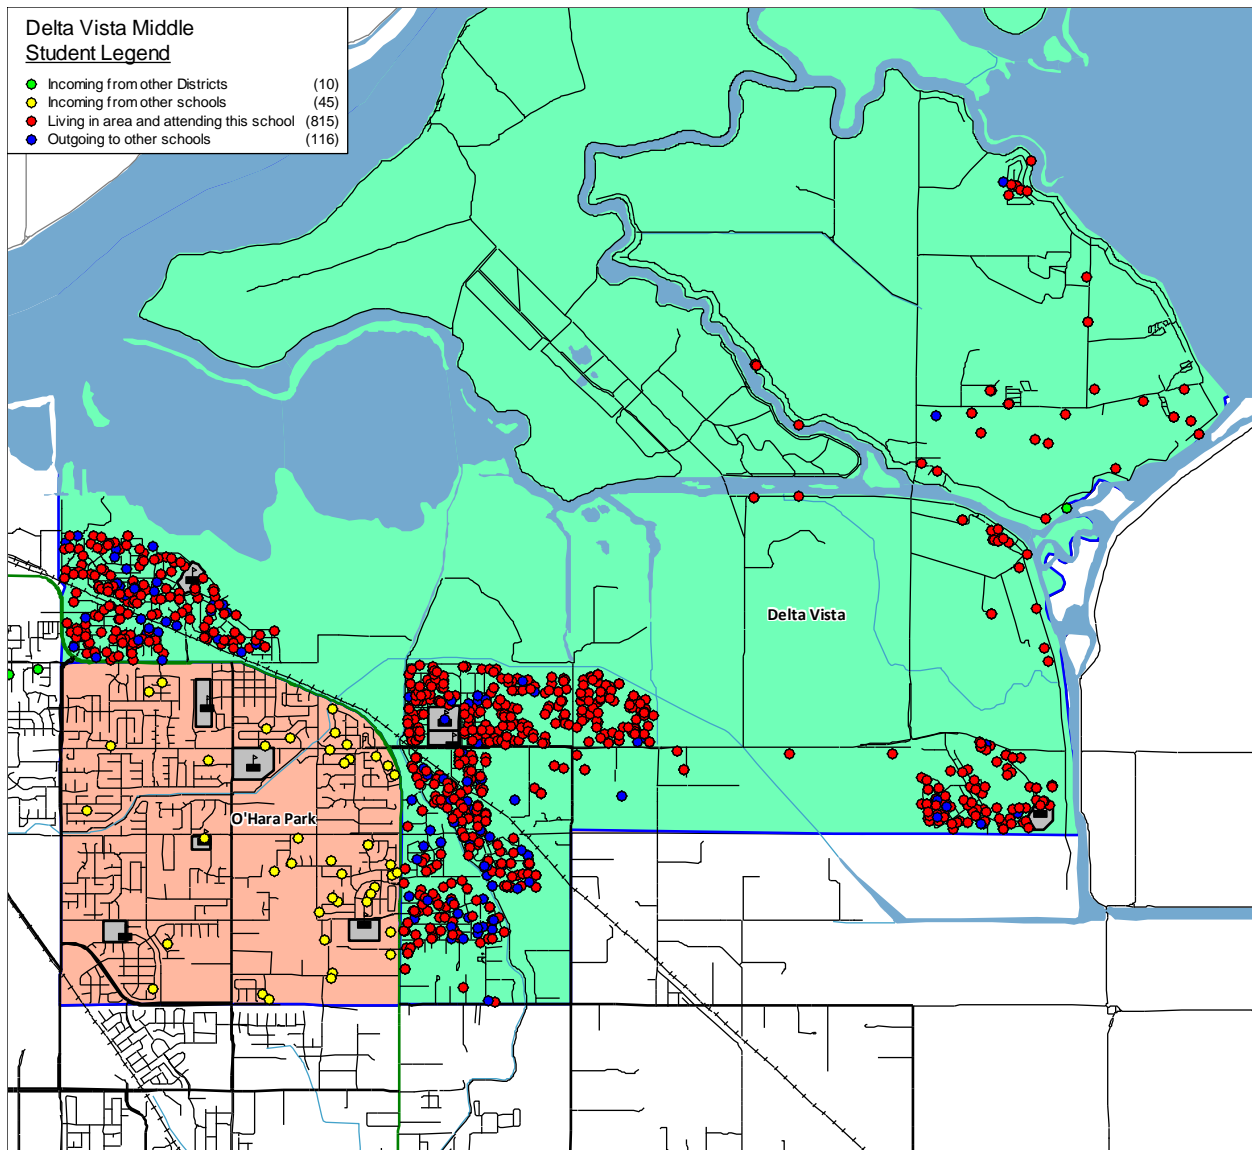 Delta Vista Middle
Student Legend
Incoming from other Districts (10)
Incoming from other schools (45)
Living in area and attending this school (815)
Outgoing to other schools (116)
Delta Vista
O'Hara Park